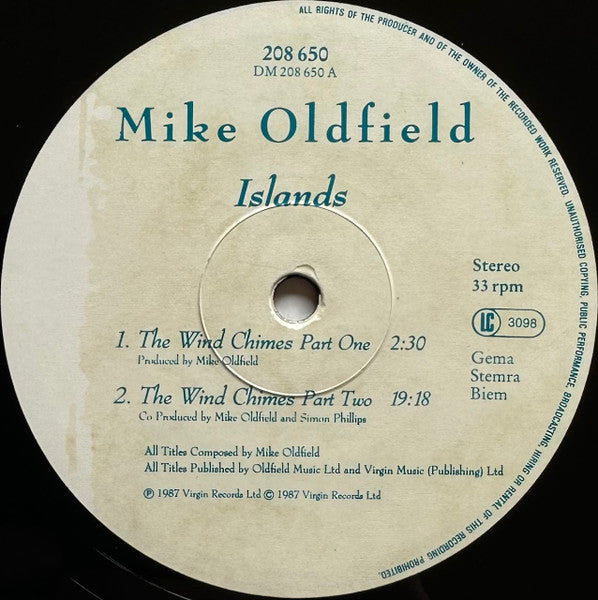 ALL RIGHTS OF THE PRODUCER AND OF THE OWNER OF THE RECORDED WORK RESERVED. UNAUTHORISED COPYING, PUBLIC PERFORMANCE, BROADCASTING, HIRING OR RENTAL OF THIS RECORDING PROHIBITED.
208 650
DM 208 650 A
Mike Oldfield
Islands
Stereo
33 rpm
LC 3098
1. The Wind Chimes Part One 2:30
Produced by Mike Oldfield
Gema
Stemra
Biem
2. The Wind Chimes Part Two 19:18
Co Produced by Mike Oldfield and Simon Phillips
All Titles Composed by Mike Oldfield
All Titles Published by Oldfield Music Ltd and Virgin Music (Publishing) Ltd
℗ 1987 Virgin Records Ltd © 1987 Virgin Records Ltd